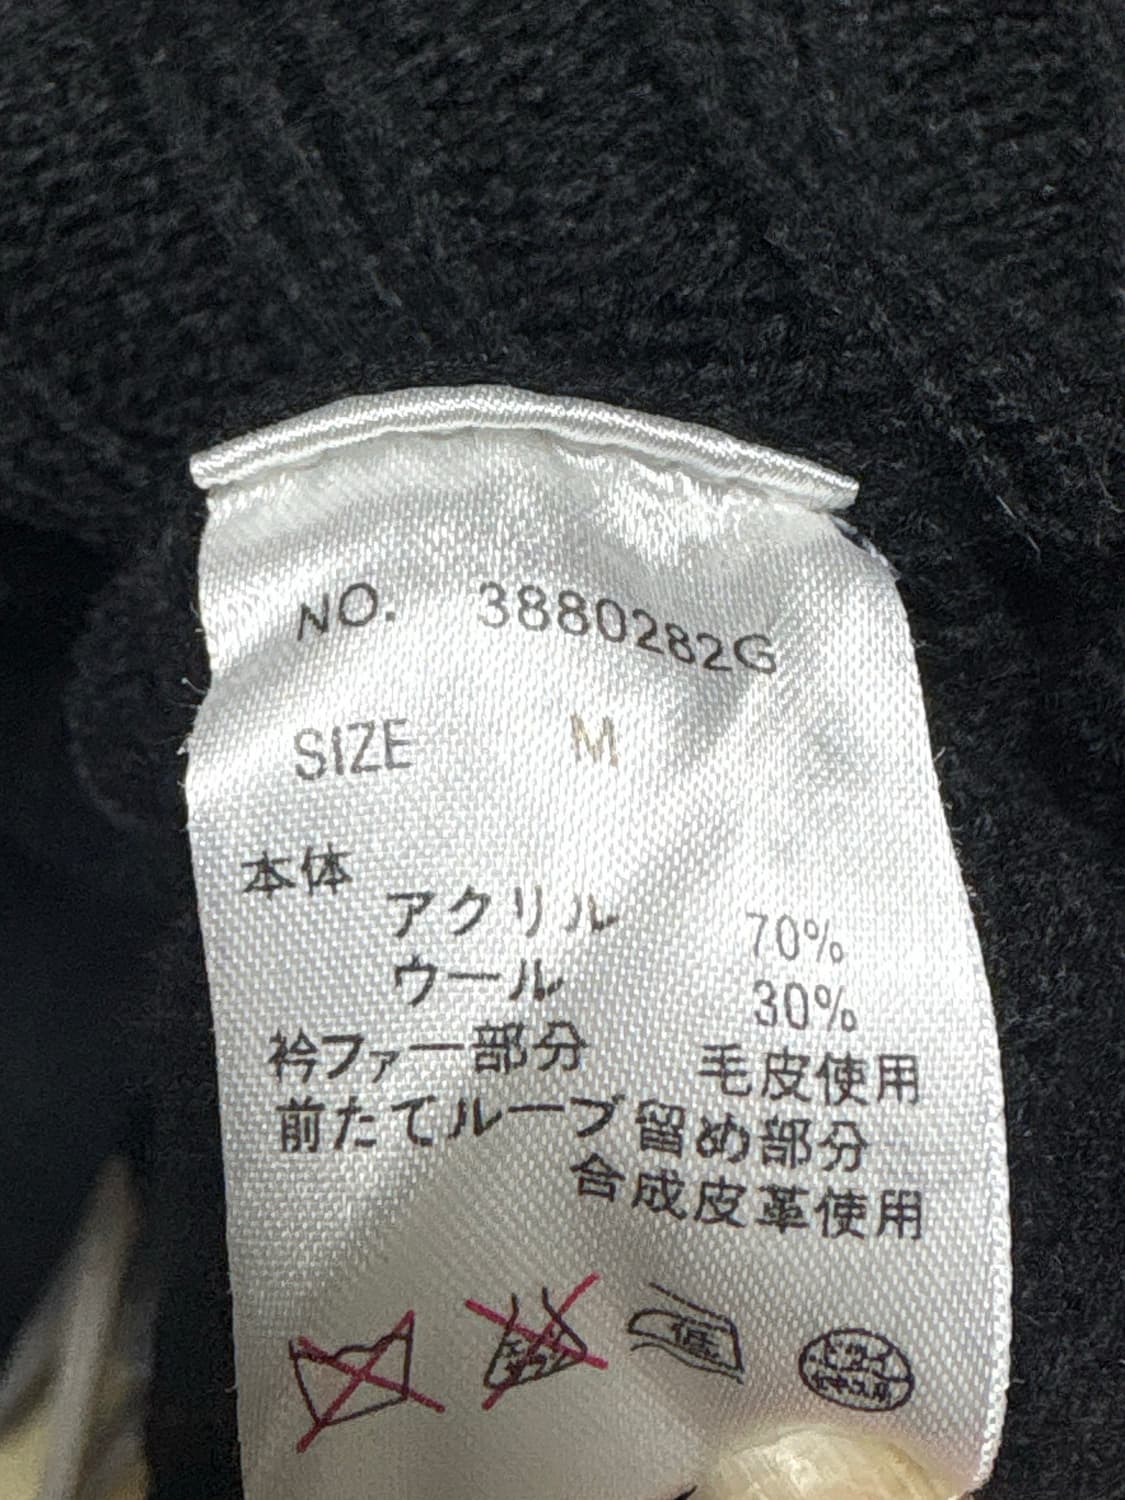 NO. 3880282G
SIZE M
本体
アクリル 70%
ウール 30%
衿ファー部分 毛皮使用
前たてループ留め部分
合成皮革使用
低